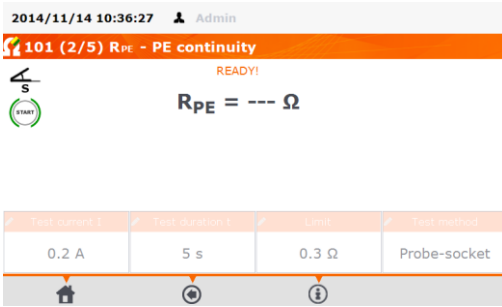 2014/11/14 10:36:27 Admin
101 (2/5) RPE - PE continuity
READY!
S
START
RPE = --- Ω
Test current I Test duration t Limit Test method
0.2 A 5 s 0.3 Ω Probe-socket